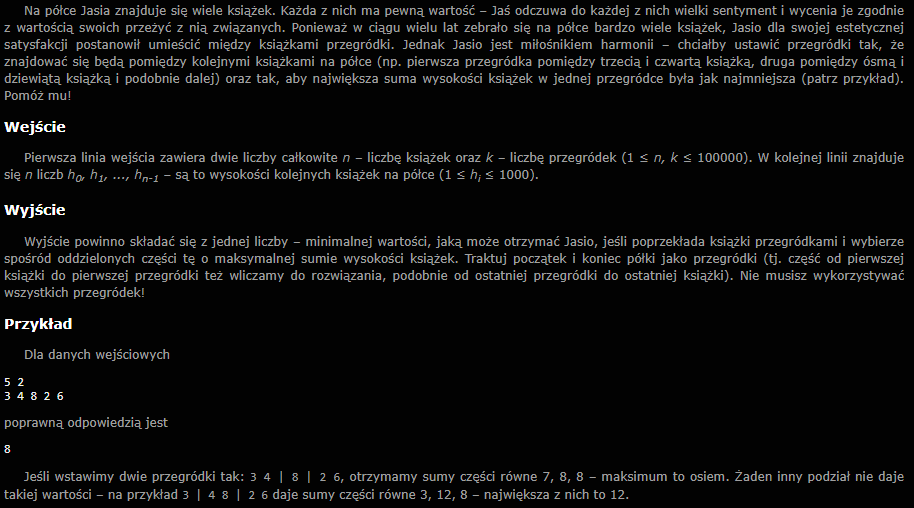 Na półce Jasia znajduje się wiele książek. Każda z nich ma pewną wartość – Jaś odczuwa do każdej z nich wielki sentyment i wycenia je zgodnie
z wartością swoich przeżyć z nią związanych. Ponieważ w ciągu wielu lat zebrało się na półce bardzo wiele książek, Jasio dla swojej estetycznej
satysfakcji postanowił umieścić między książkami przegródki. Jednak Jasio jest miłośnikiem harmonii – chciałby ustawić przegródki tak, że
znajdować się będą pomiędzy kolejnymi książkami na półce (np. pierwsza przegródka pomiędzy trzecią i czwartą książką, druga pomiędzy ósmą i
dziewiątą książką i podobnie dalej) oraz tak, aby największa suma wysokości książek w jednej przegródce była jak najmniejsza (patrz przykład).
Pomóż mu!
Wejście
Pierwsza linia wejścia zawiera dwie liczby całkowite n – liczbę książek oraz k – liczbę przegródek (1 ≤ n, k ≤ 100000). W kolejnej linii znajduje
się n liczb h0, h1, ..., hn-1 – są to wysokości kolejnych książek na półce (1 ≤ hi ≤ 1000).
Wyjście
Wyjście powinno składać się z jednej liczby – minimalnej wartości, jaką może otrzymać Jasio, jeśli poprzekłada książki przegródkami i wybierze
spośród oddzielonych części tę o maksymalnej sumie wysokości książek. Traktuj początek i koniec półki jako przegródki (tj. część od pierwszej
książki do pierwszej przegródki też wliczamy do rozwiązania, podobnie od ostatniej przegródki do ostatniej książki). Nie musisz wykorzystywać
wszystkich przegródek!
Przykład
Dla danych wejściowych
5 2
3 4 8 2 6
poprawną odpowiedzią jest
8
Jeśli wstawimy dwie przegródki tak: 3 4 | 8 | 2 6, otrzymamy sumy części równe 7, 8, 8 – maksimum to osiem. Żaden inny podział nie daje
takiej wartości – na przykład 3 | 4 8 | 2 6 daje sumy części równe 3, 12, 8 – największa z nich to 12.